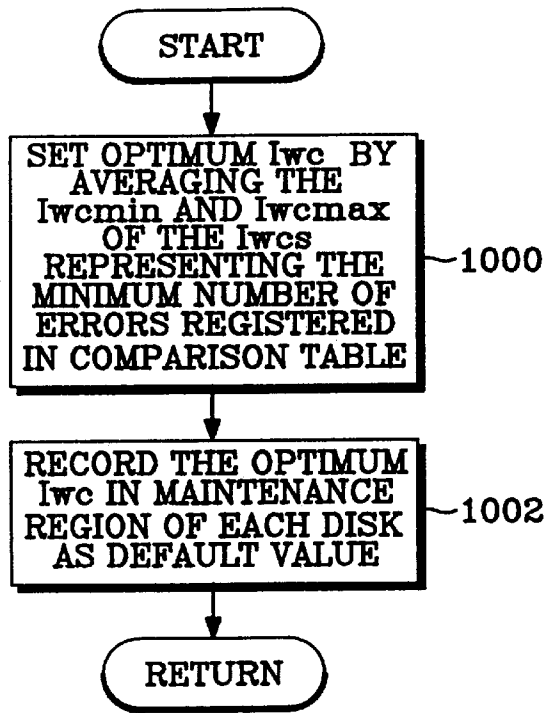 START
SET OPTIMUM Iwc BY
AVERAGING THE
Iwcmin AND Iwcmax
OF THE Iwcs
REPRESENTING THE
MINIMUM NUMBER OF
ERRORS REGISTERED
IN COMPARISON TABLE
1000
RECORD THE OPTIMUM
Iwc IN MAINTENANCE
REGION OF EACH DISK
AS DEFAULT VALUE
1002
RETURN